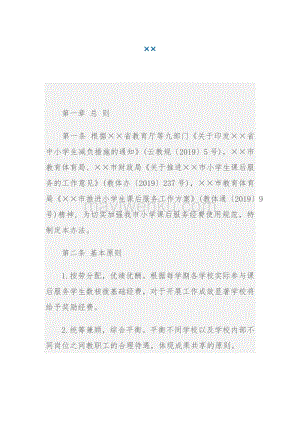 ××
第一章 总 则
第一条 根据××省教育厅等九部门《关于印发××省
中小学生减负措施的通知》(云教规〔2019〕5号)、××
市教育体育局、××市财政局《关于推进××市小学生课后
服务的工作意见》(教体办〔2019〕237号)、××市教育体育
局《××市推进小学生课后服务工作方案》(教体通〔2019〕9
号)精神,为切实加强我市小学课后服务经费使用规范,特
制定本办法。
第二条 基本原则
1.按劳分配,优绩优酬。根据每学期各学校实际参与课
后服务学生数核拨基础经费,对于开展工作成效显著学校将
给予奖励经费。
2.统筹兼顾,综合平衡。平衡不同学校以及学校内部不
同岗位之间教职工的合理待遇,体现成果共享的原则。